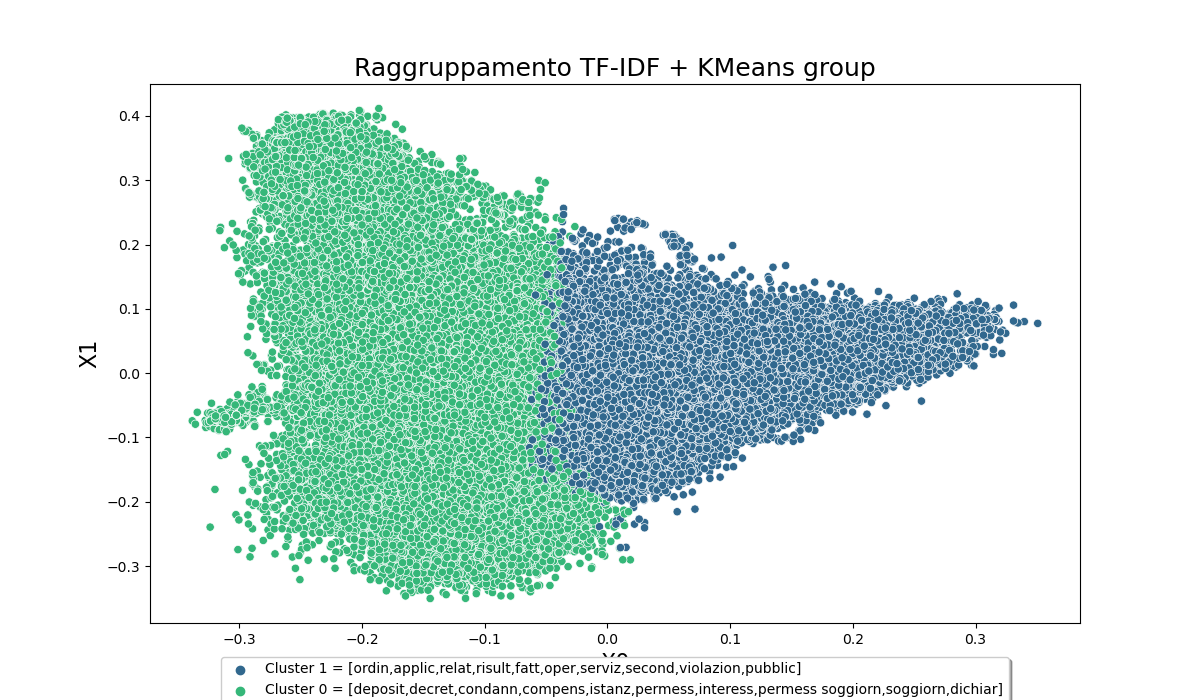 Raggruppamento TF-IDF + KMeans group
0.4
0.3
0.2
0.1
0.0
−0.1
−0.2
−0.3
X1
−0.3 −0.2 −0.1 0.0 0.1 0.2 0.3
Cluster 1 = [ordin,applic,relat,risult,fatt,oper,serviz,second,violazion,pubblic]
Cluster 0 = [deposit,decret,condann,compens,istanz,permess,interess,permess soggiorn,soggiorn,dichiar]